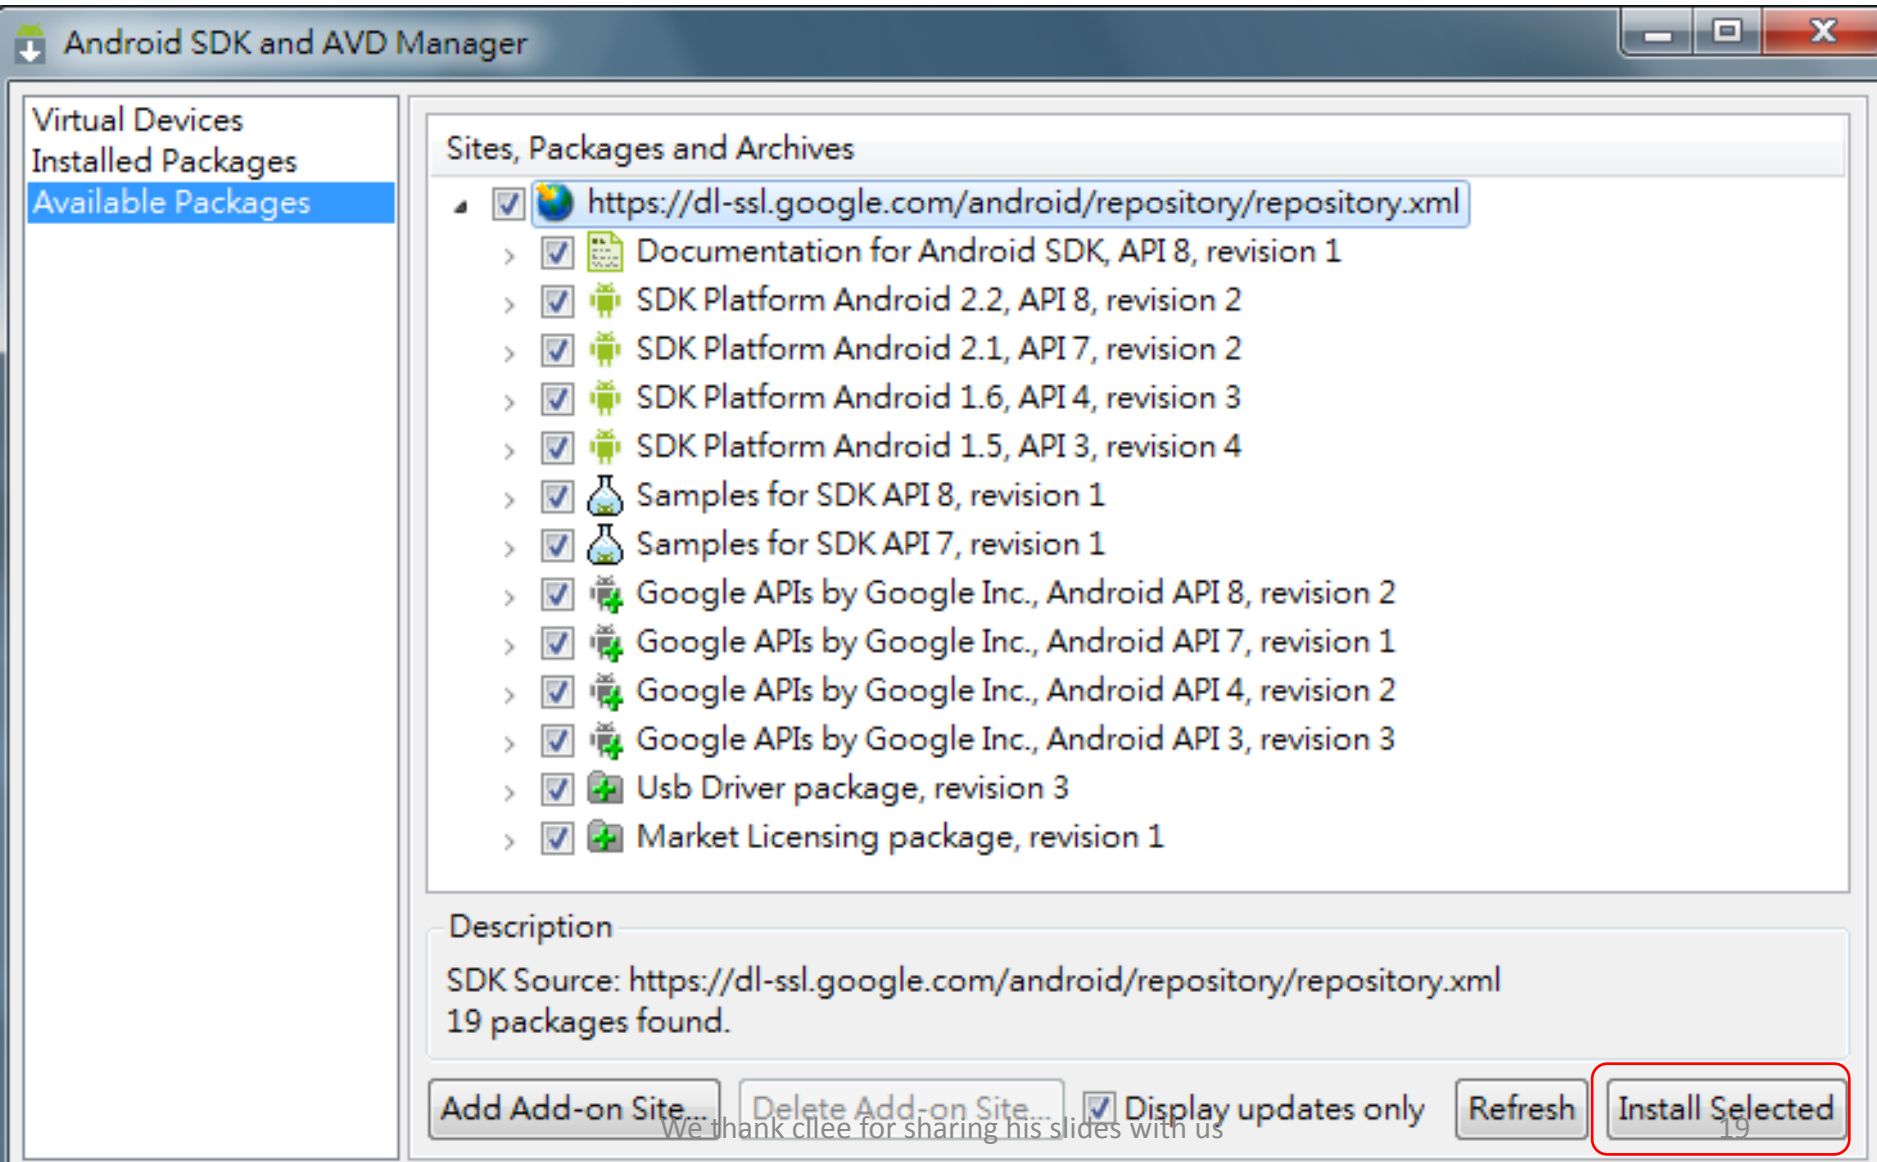 Android SDK and AVD Manager
Virtual Devices
Installed Packages
Available Packages
Sites, Packages and Archives
https://dl-ssl.google.com/android/repository/repository.xml
Documentation for Android SDK, API 8, revision 1
SDK Platform Android 2.2, API 8, revision 2
SDK Platform Android 2.1, API 7, revision 2
SDK Platform Android 1.6, API 4, revision 3
SDK Platform Android 1.5, API 3, revision 4
Samples for SDK API 8, revision 1
Samples for SDK API 7, revision 1
Google APIs by Google Inc., Android API 8, revision 2
Google APIs by Google Inc., Android API 7, revision 1
Google APIs by Google Inc., Android API 4, revision 2
Google APIs by Google Inc., Android API 3, revision 3
Usb Driver package, revision 3
Market Licensing package, revision 1
Description
SDK Source: https://dl-ssl.google.com/android/repository/repository.xml
19 packages found.
Add Add-on Site... Delete Add-on Site... Display updates only Refresh Install Selected
We thank cllee for sharing his slides with us 19